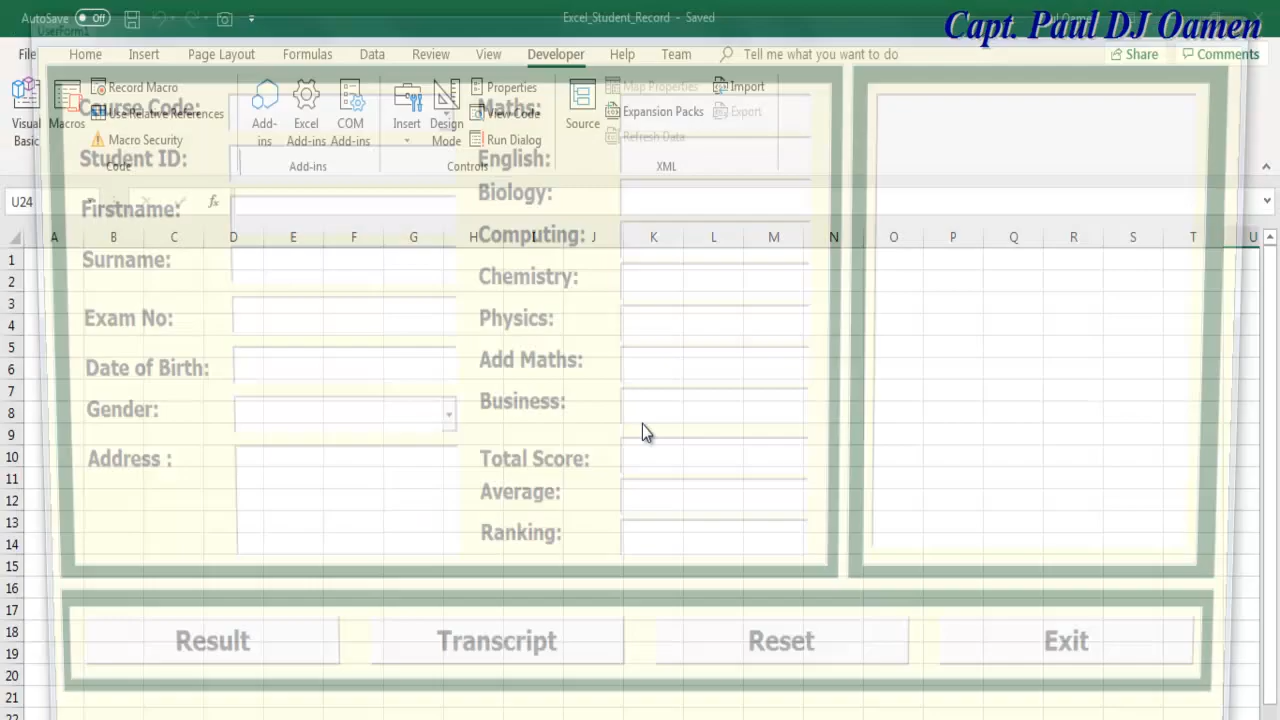 AutoSave Off Excel_Student_Record - Saved Paul Oamen
Capt. Paul DJ Oamen
UserForm1
File Home Insert Page Layout Formulas Data Review View Developer Help Team Tell me what you want to do Share Comments
Visual Basic
Macros
Record Macro
Use Relative References
Macro Security
Code
Add-ins
Excel Add-ins
COM Add-ins
Add-ins
Insert
Design Mode
Properties
View Code
Run Dialog
Controls
Source
Map Properties
Expansion Packs
Refresh Data
Import
Export
XML
U24 fx
A B C D E F G H I J K L M N O P Q R S T U
1
2
3
4
5
6
7
8
9
10
11
12
13
14
15
16
17
18
19
20
21
22
Course Code:
Student ID:
Firstname:
Surname:
Exam No:
Date of Birth:
Gender:
Address :
Maths:
English:
Biology:
Computing:
Chemistry:
Physics:
Add Maths:
Business:
Total Score:
Average:
Ranking:
Result Transcript Reset Exit